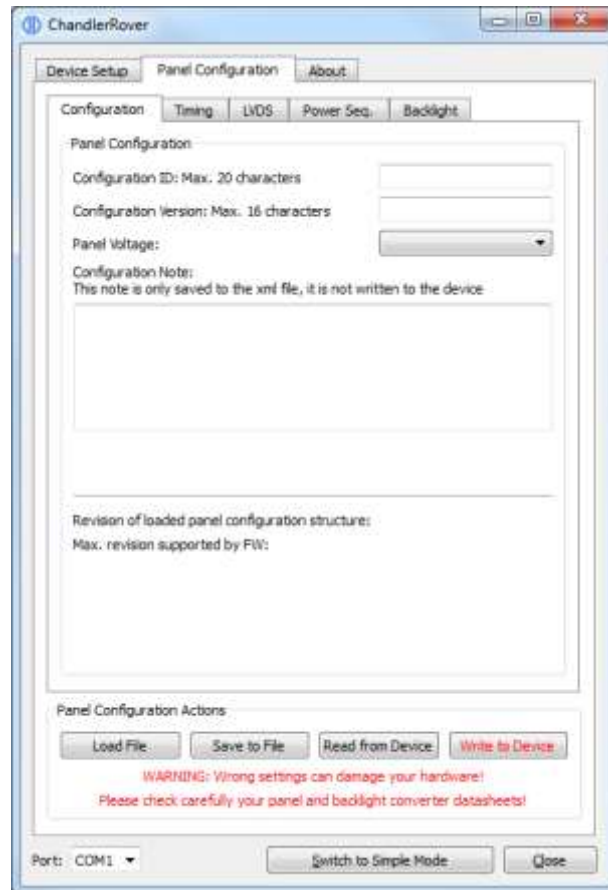 ChandlerRover
Device Setup Panel Configuration About
Configuration Timing LVDS Power Seq. Backlight
Panel Configuration
Configuration ID: Max. 20 characters
Configuration Version: Max. 16 characters
Panel Voltage:
Configuration Note:
This note is only saved to the xml file, it is not written to the device
Revision of loaded panel configuration structure:
Max. revision supported by FW:
Panel Configuration Actions
Load File Save to File Read from Device Write to Device
WARNING: Wrong settings can damage your hardware!
Please check carefully your panel and backlight converter datasheets!
Port: COM1 Switch to Simple Mode Close